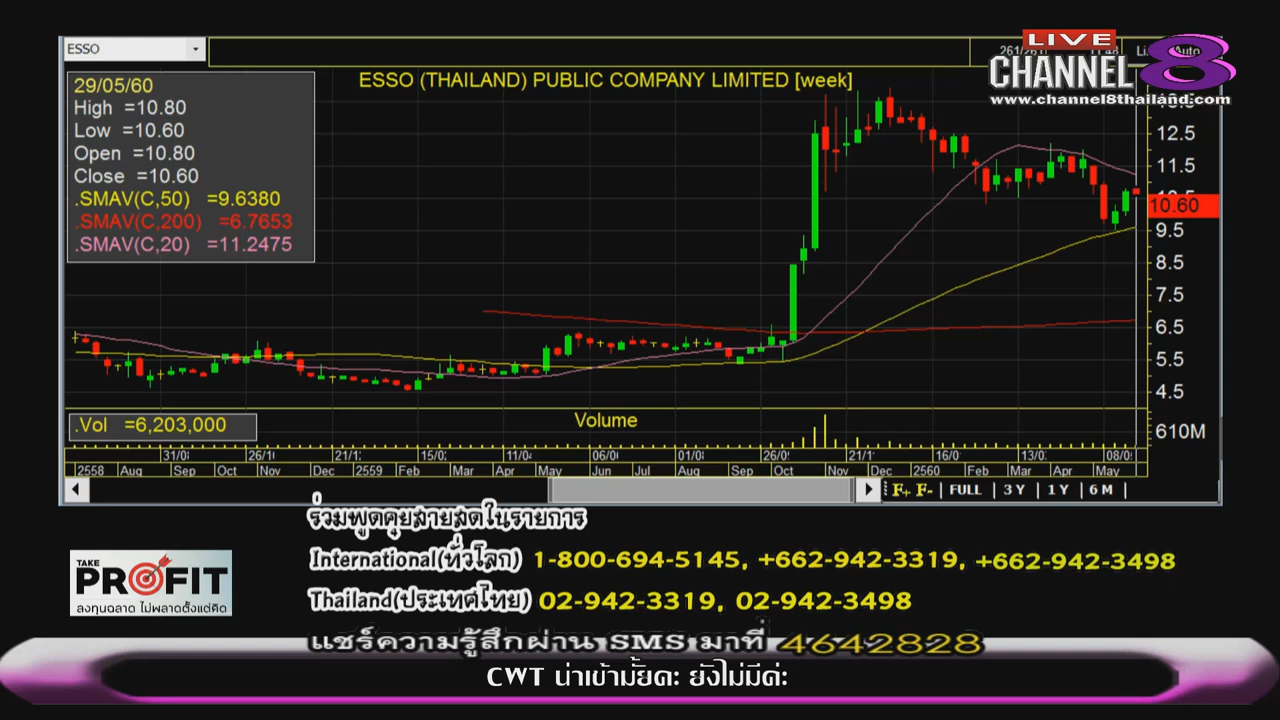 ESSO
ESSO (THAILAND) PUBLIC COMPANY LIMITED [week]
LIVE
CHANNEL 8
www.channel8thailand.com
Auto
29/05/60
High =10.80
Low =10.60
Open =10.80
Close =10.60
.SMAV(C,50) =9.6380
.SMAV(C,200) =6.7653
.SMAV(C,20) =11.2475
12.5
11.5
10.60
9.5
8.5
7.5
6.5
5.5
4.5
.Vol =6,203,000
Volume
610M
2558 Aug Sep Oct Nov Dec 2559 Feb Mar Apr May Jun Jul Aug Sep Oct Nov Dec 2560 Feb Mar Apr May
F+ F- FULL 3 Y 1 Y 6 M
ร่วมพูดคุยสายสดในรายการ
International(ทั่วโลก) 1-800-694-5145, +662-942-3319, +662-942-3498
Thailand(ประเทศไทย) 02-942-3319, 02-942-3498
แชร์ความรู้สึกผ่าน SMS มาที่ 4642828
TAKE
PROFIT
ลงทุนฉลาด ไม่พลาดตั้งแต่คิด
CWT น่าเข้ามั้ยคะ ยังไม่มีค่ะ